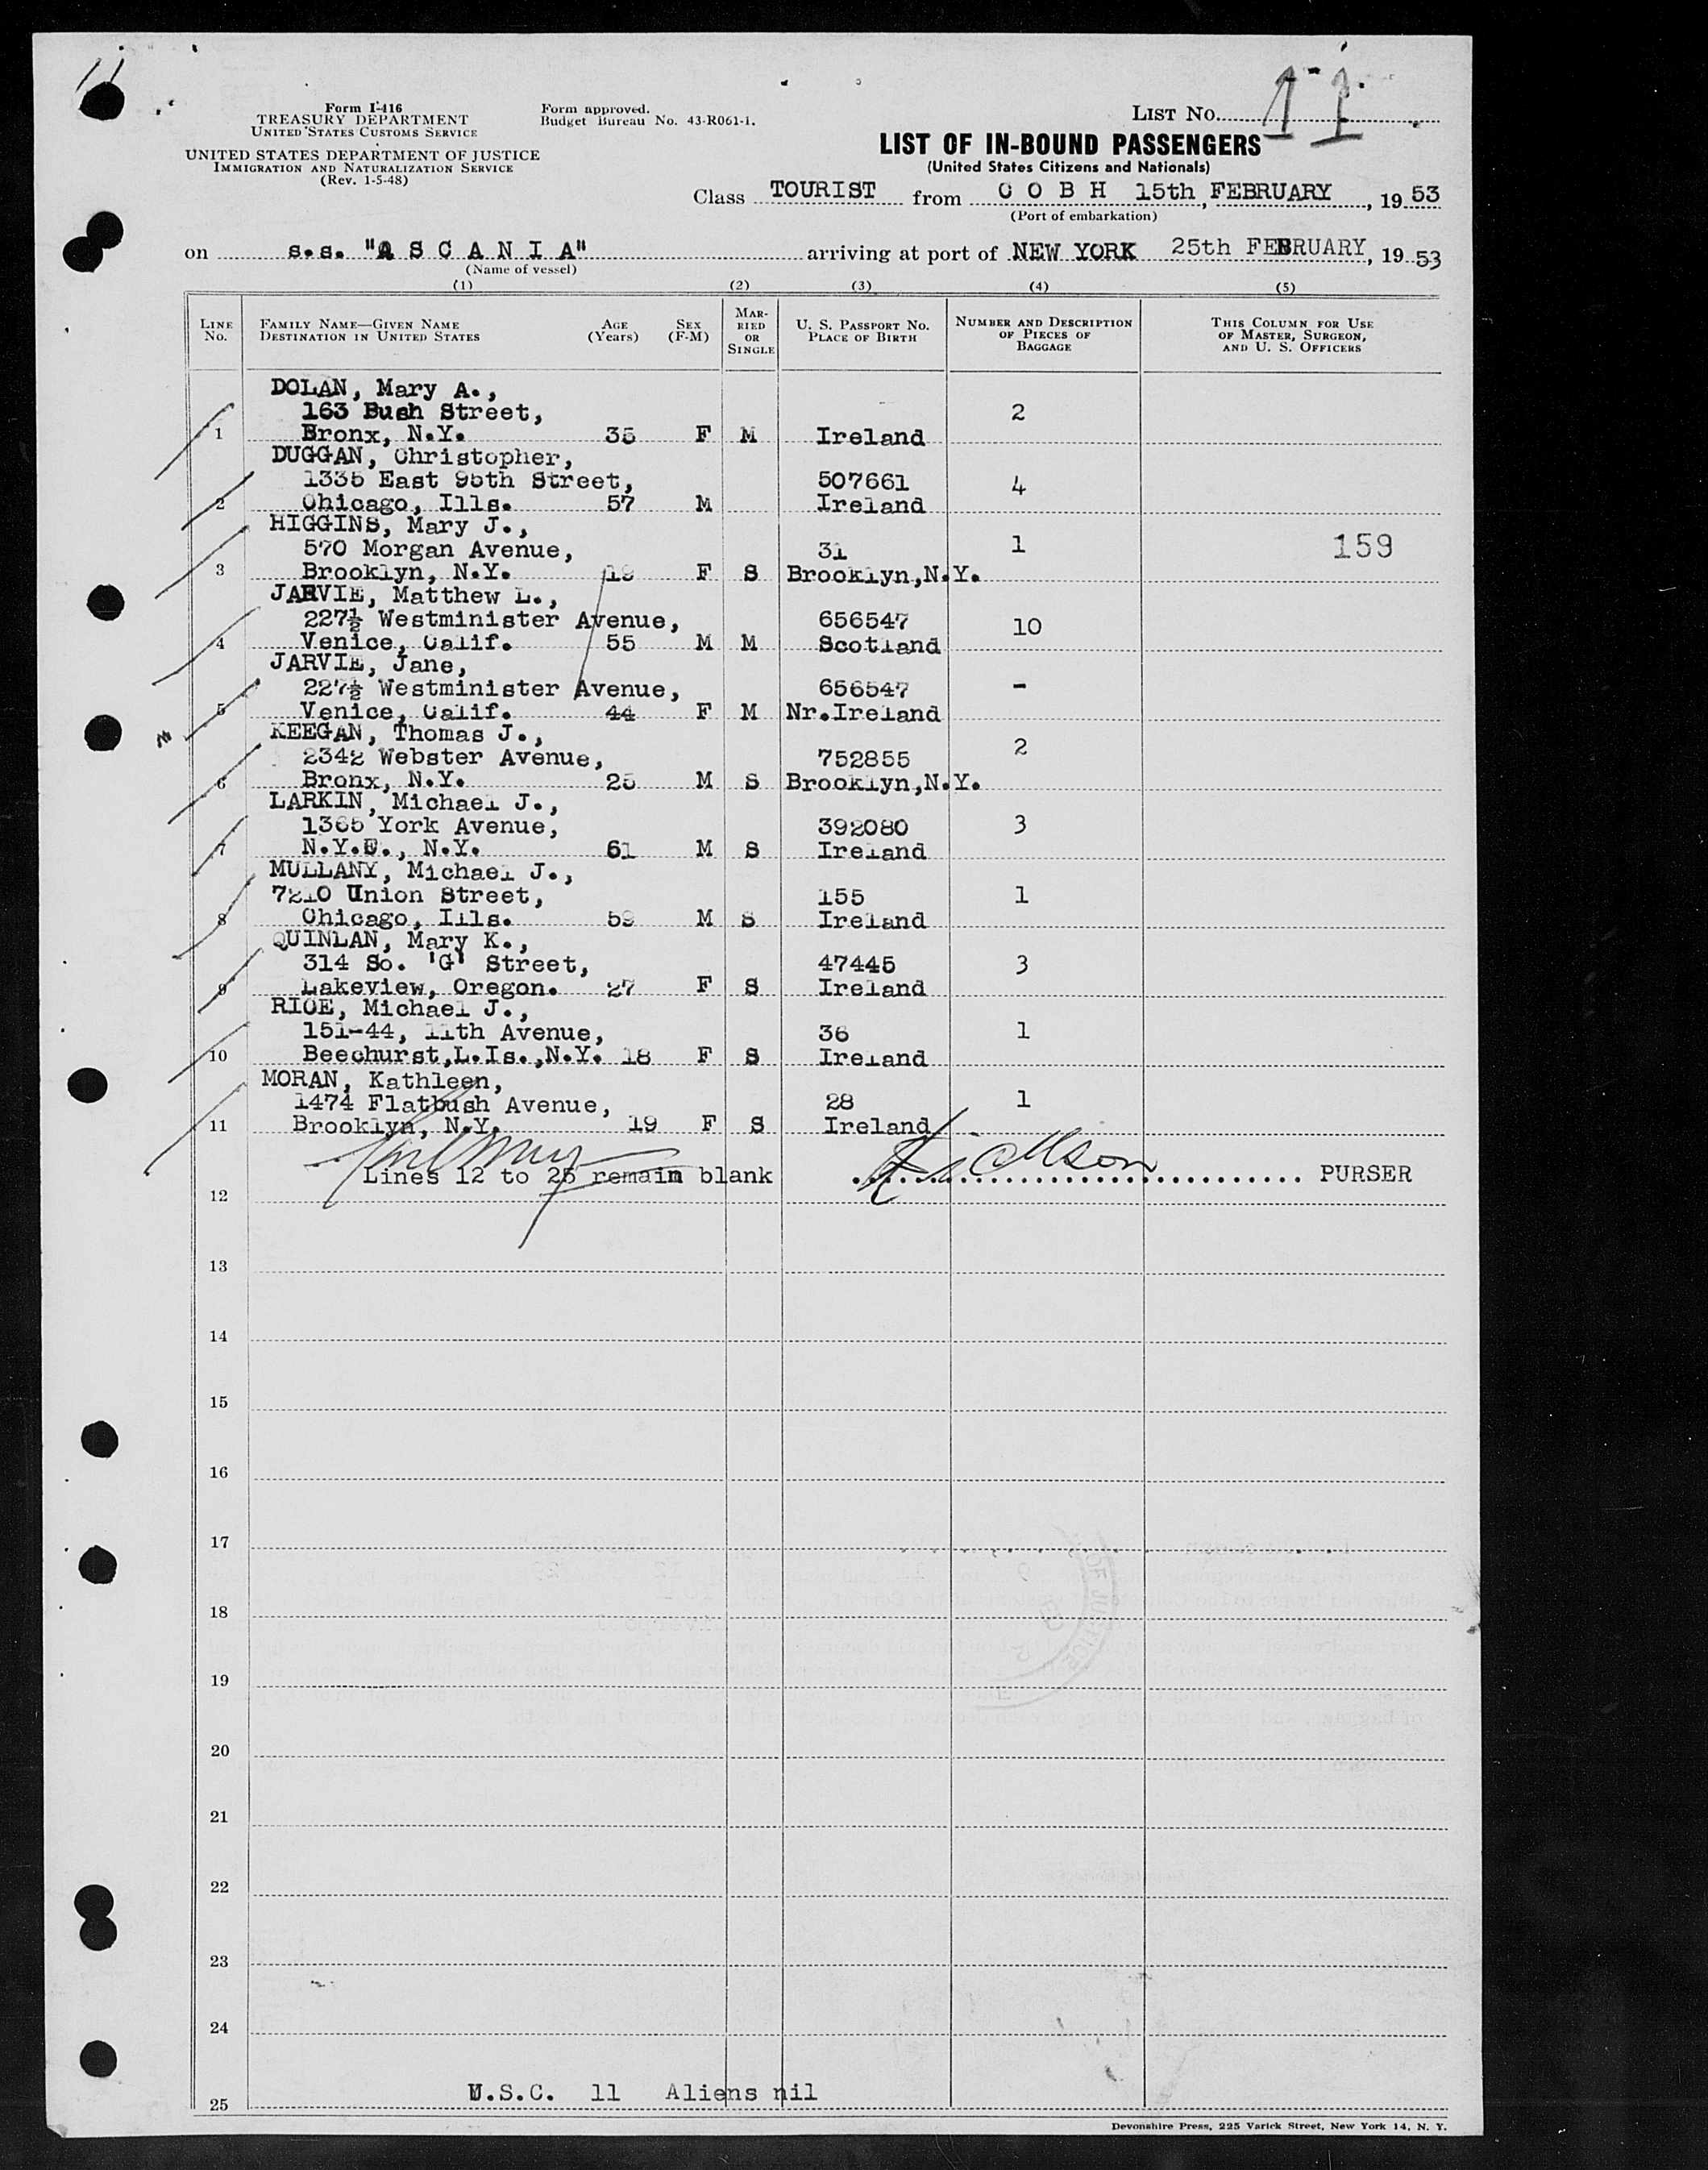 Form I-416
TREASURY DEPARTMENT
UNITED STATES CUSTOMS SERVICE
UNITED STATES DEPARTMENT OF JUSTICE
IMMIGRATION AND NATURALIZATION SERVICE
(Rev. 1-5-48)
Form approved.
Budget Bureau No. 43-R061-1.
LIST No. 11
LIST OF IN-BOUND PASSENGERS
(United States Citizens and Nationals)
Class TOURIST from C O B H 15th, FEBRUARY, 19 53
(Port of embarkation)
on s.s. "A S C A N I A" arriving at port of NEW YORK 25th FEBRUARY, 19 53
(Name of vessel)
(1) (2) (3) (4) (5)
LINE No. FAMILY NAME—GIVEN NAME DESTINATION IN UNITED STATES AGE (Years) SEX (F-M) MARRIED OR SINGLE U. S. PASSPORT No. PLACE OF BIRTH NUMBER AND DESCRIPTION OF PIECES OF BAGGAGE THIS COLUMN FOR USE OF MASTER, SURGEON, AND U. S. OFFICERS
DOLAN, Mary A.,
163 Bush Street, 2
1 Bronx, N.Y. 35 F M Ireland
DUGGAN, Christopher,
1335 East 95th Street, 507661 4
2 Chicago, Ills. 57 M Ireland
HIGGINS, Mary J.,
570 Morgan Avenue, 31 1 159
3 Brooklyn, N.Y. 19 F S Brooklyn,N.Y.
JARVIE, Matthew L.,
227½ Westminister Avenue, 656547 10
4 Venice, Calif. 55 M M Scotland
JARVIE, Jane,
227½ Westminister Avenue, 656547 -
5 Venice, Calif. 44 F M Nr.Ireland
KEEGAN, Thomas J.,
2342 Webster Avenue, 752855 2
6 Bronx, N.Y. 25 M S Brooklyn,N.Y.
LARKIN, Michael J.,
1365 York Avenue, 392080 3
7 N.Y.C., N.Y. 61 M S Ireland
MULLANY, Michael J.,
7210 Union Street, 155 1
8 Chicago, Ills. 59 M S Ireland
QUINLAN, Mary K.,
314 So. 'G' Street, 47445 3
9 Lakeview, Oregon. 27 F S Ireland
RICE, Michael J.,
151-44, 11th Avenue, 36 1
10 Beechurst,L.Is.,N.Y. 18 F S Ireland
MORAN, Kathleen,
1474 Flatbush Avenue, 28 1
11 Brooklyn, N.Y. 19 F S Ireland
Lines 12 to 25 remain blank PURSER
12
13
14
15
16
17
18
19
20
21
22
23
24
25 U.S.C. 11 Aliens nil
Devonshire Press, 225 Varick Street, New York 14, N. Y.